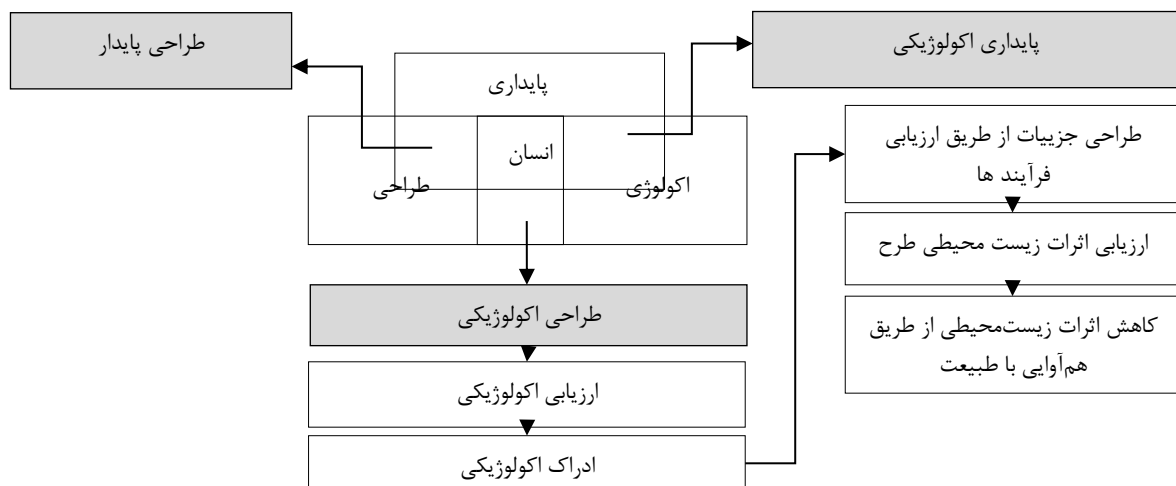 پایداری اکولوژیکی
طراحی پایدار
پایداری
انسان
اکولوژی
طراحی
طراحی جزییات از طریق ارزیابی
فرآیند ها
ارزیابی اثرات زیست محیطی طرح
کاهش اثرات زیست‌محیطی از طریق
هم‌آوایی با طبیعت
طراحی اکولوژیکی
ارزیابی اکولوژیکی
ادراک اکولوژیکی